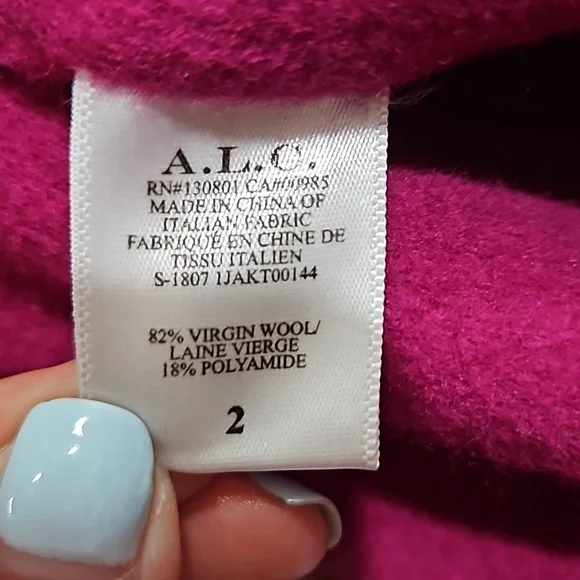 A.L.C.
RN#130801 CA#00985
MADE IN CHINA OF
ITALIAN FABRIC
FABRIQUÉ EN CHINE DE
TISSU ITALIEN
S-1807 1JAKT00144
82% VIRGIN WOOL/
LAINE VIERGE
18% POLYAMIDE
2